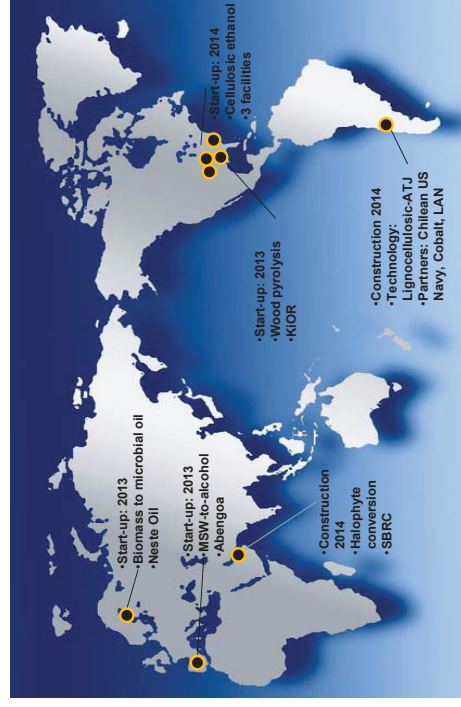 •Start-up: 2013
•Biomass to microbial oil
•Neste Oil
•Start-up: 2013
•MSW-to-alcohol
•Abengoa
•Construction
2014
•Halophyte
conversion
•SBRC
•Start-up: 2014
•Cellulosic ethanol
•3 facilities
•Start-up: 2013
•Wood pyrolysis
•KiOR
•Construction 2014
•Technology:
Lignocellulosic-ATJ
•Partners: Chilean US
Navy, Cobalt, LAN